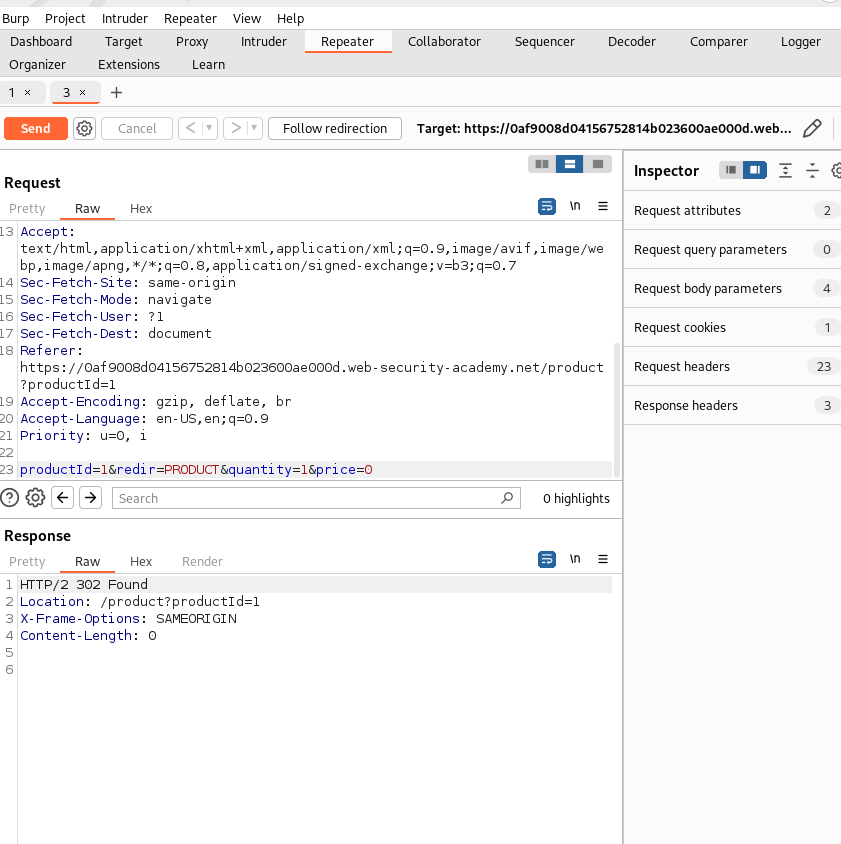 Burp Project Intruder Repeater View Help
Dashboard Target Proxy Intruder Repeater Collaborator Sequencer Decoder Comparer Logger
Organizer Extensions Learn
1 × 3 × +
Send Cancel < > Follow redirection Target: https://0af9008d04156752814b023600ae000d.web...
Request
Pretty Raw Hex \n
13 Accept:
text/html,application/xhtml+xml,application/xml;q=0.9,image/avif,image/we
bp,image/apng,*/*;q=0.8,application/signed-exchange;v=b3;q=0.7
14 Sec-Fetch-Site: same-origin
15 Sec-Fetch-Mode: navigate
16 Sec-Fetch-User: ?1
17 Sec-Fetch-Dest: document
18 Referer:
https://0af9008d04156752814b023600ae000d.web-security-academy.net/product
?productId=1
19 Accept-Encoding: gzip, deflate, br
20 Accept-Language: en-US,en;q=0.9
21 Priority: u=0, i
22
23 productId=1&redir=PRODUCT&quantity=1&price=0
Search 0 highlights
Response
Pretty Raw Hex Render \n
1 HTTP/2 302 Found
2 Location: /product?productId=1
3 X-Frame-Options: SAMEORIGIN
4 Content-Length: 0
5
6
Inspector
Request attributes 2
Request query parameters 0
Request body parameters 4
Request cookies 1
Request headers 23
Response headers 3